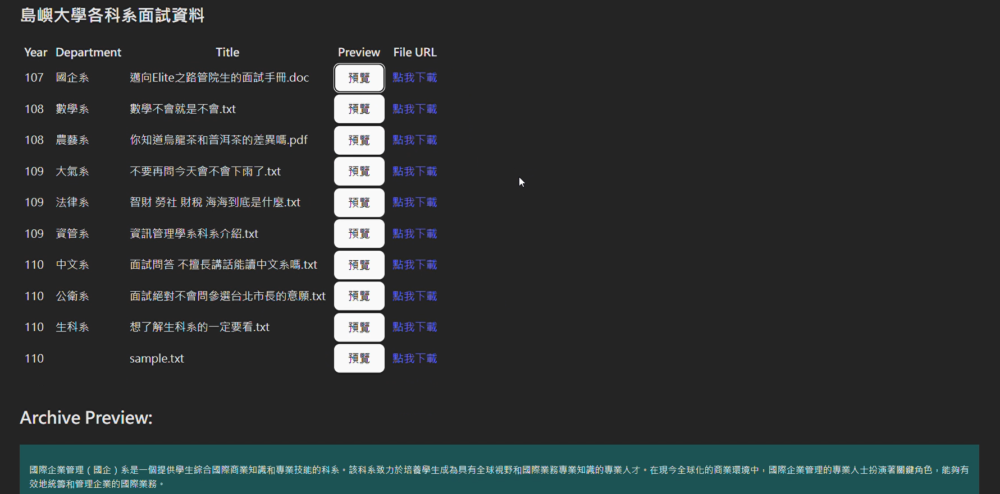 島嶼大學各科系面試資料
Year Department Title Preview File URL
107 國企系 邁向Elite之路管院生的面試手冊.doc 預覽 點我下載
108 數學系 數學不會就是不會.txt 預覽 點我下載
108 農藝系 你知道烏龍茶和普洱茶的差異嗎.pdf 預覽 點我下載
109 大氣系 不要再問今天會不會下雨了.txt 預覽 點我下載
109 法律系 智財 勞社 財稅 海海到底是什麼.txt 預覽 點我下載
109 資管系 資訊管理學系科系介紹.txt 預覽 點我下載
110 中文系 面試問答 不擅長講話能讀中文系嗎.txt 預覽 點我下載
110 公衛系 面試絕對不會問參選台北市長的意願.txt 預覽 點我下載
110 生科系 想了解生科系的一定要看.txt 預覽 點我下載
110 sample.txt 預覽 點我下載
Archive Preview:
國際企業管理（國企）系是一個提供學生綜合國際商業知識和專業技能的科系。該科系致力於培養學生成為具有全球視野和國際業務專業知識的專業人才。在現今全球化的商業環境中，國際企業管理的專業人士扮演著關鍵角色，能夠有
效地統籌和管理企業的國際業務。